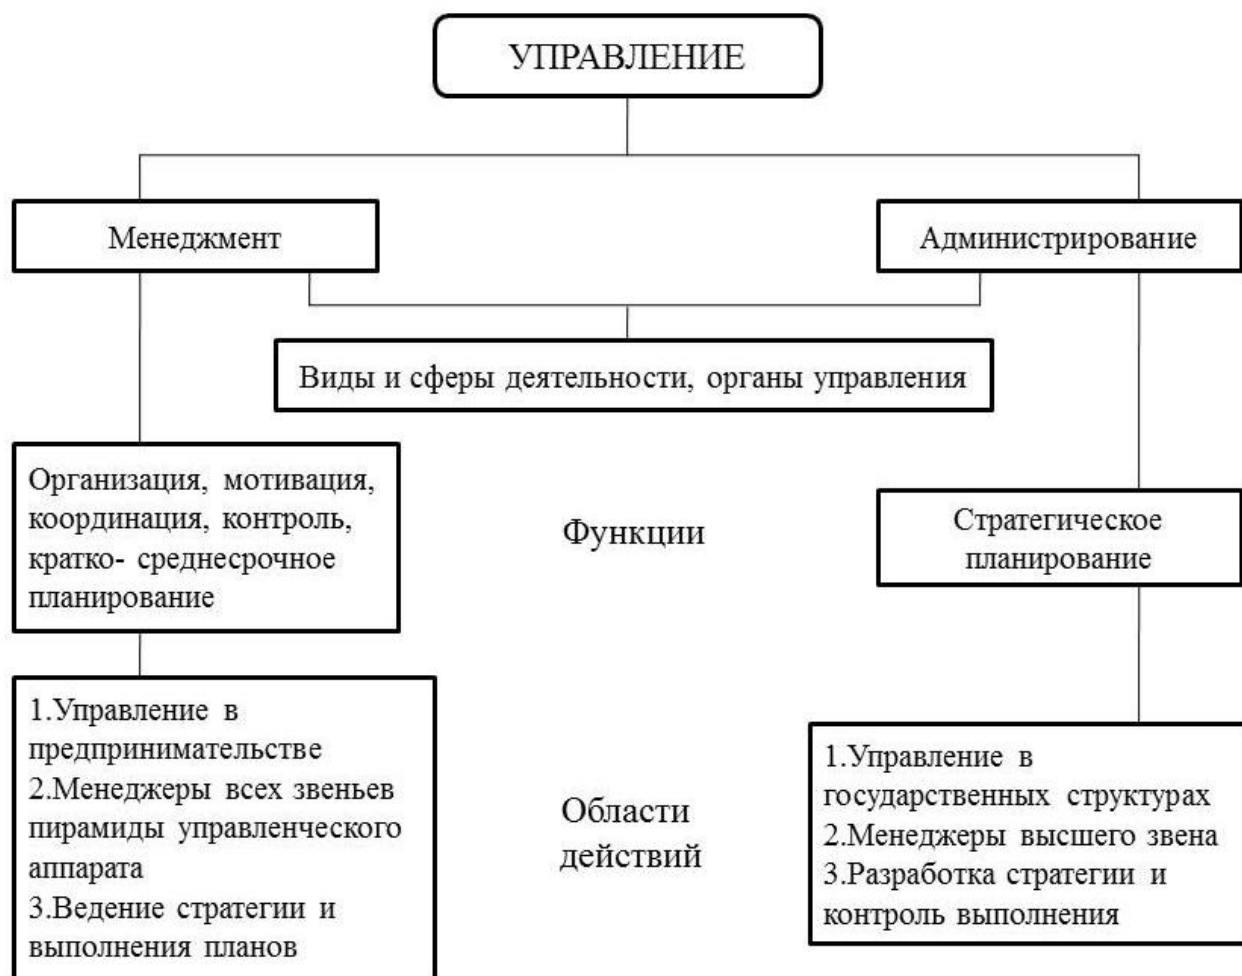 УПРАВЛЕНИЕ
Менеджмент
Администрирование
Виды и сферы деятельности, органы управления
Организация, мотивация,
координация, контроль,
кратко- среднесрочное
планирование
Функции
Стратегическое
планирование
1.Управление в
предпринимательстве
2.Менеджеры всех звеньев
пирамиды управленческого
аппарата
3.Ведение стратегии и
выполнения планов
Области
действий
1.Управление в
государственных структурах
2.Менеджеры высшего звена
3.Разработка стратегии и
контроль выполнения